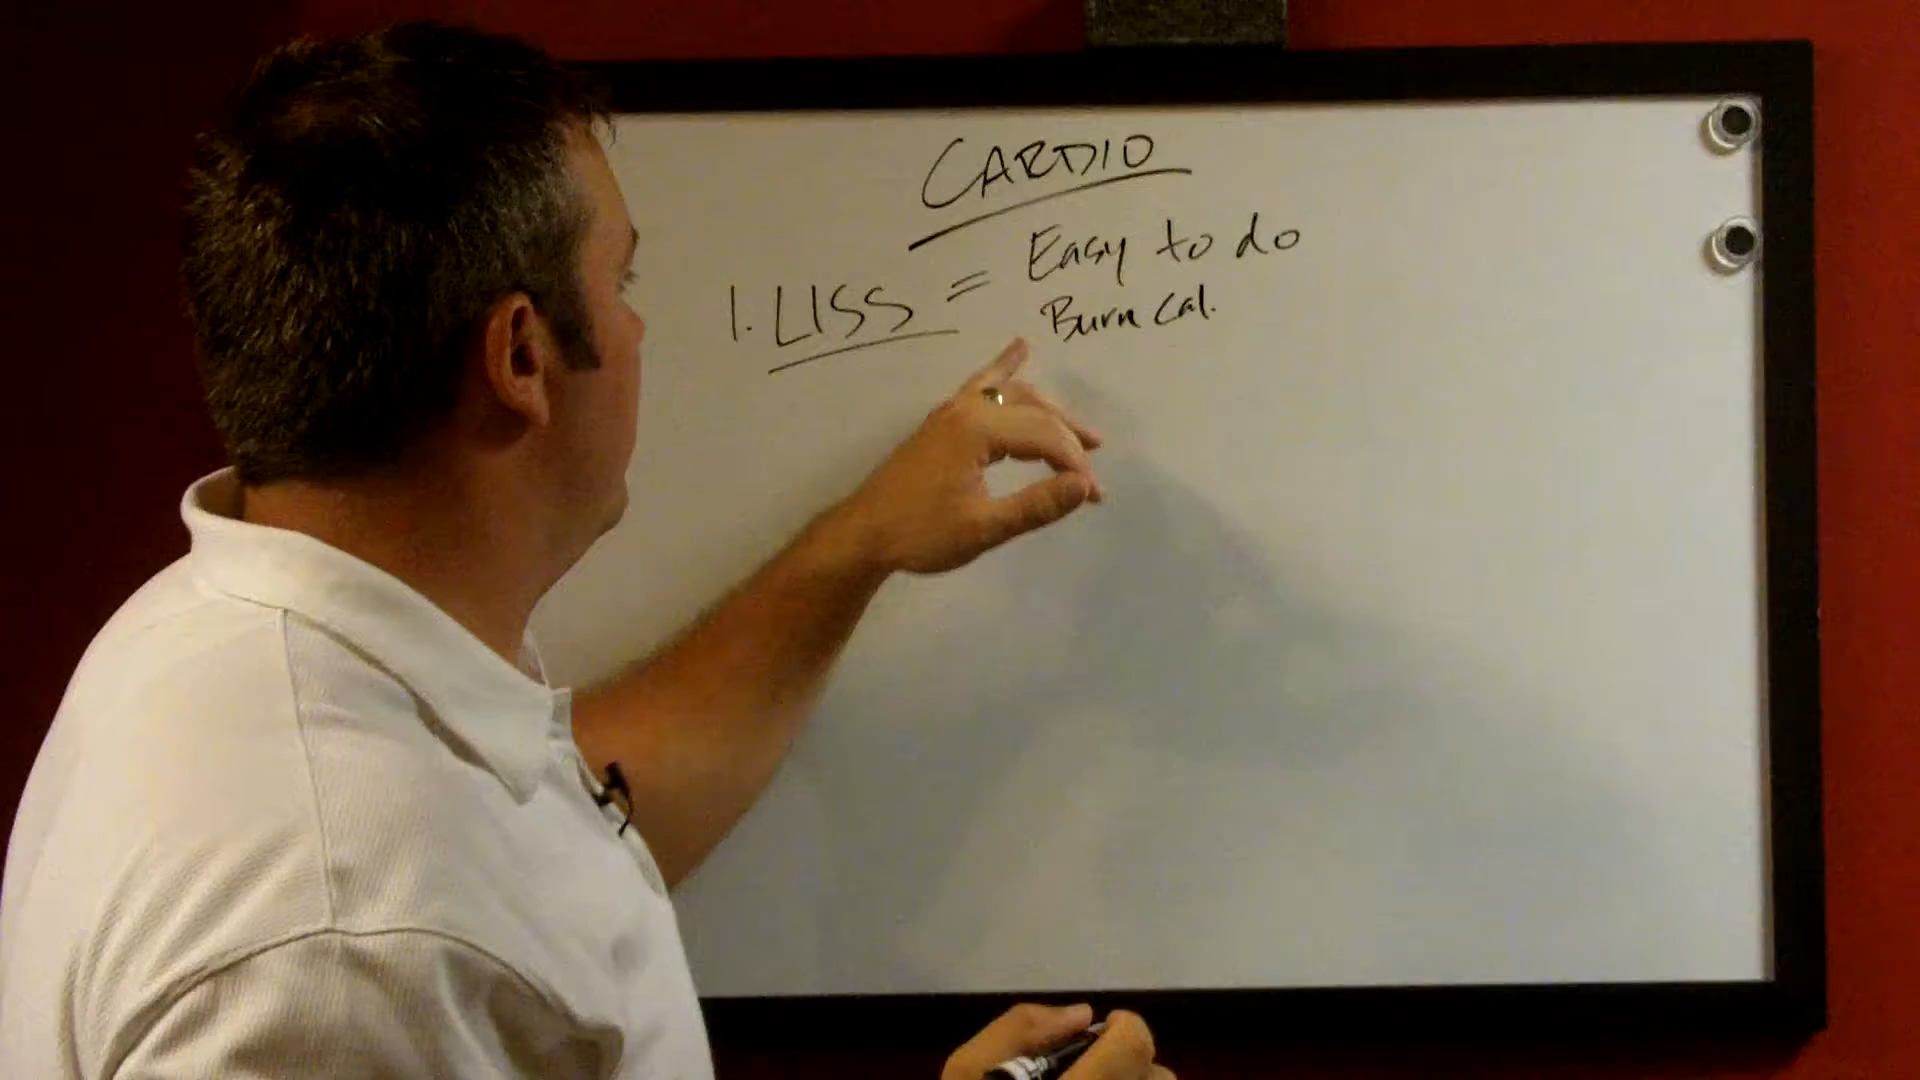 CARDIO
1. LISS = Easy to do
Burn Cal.